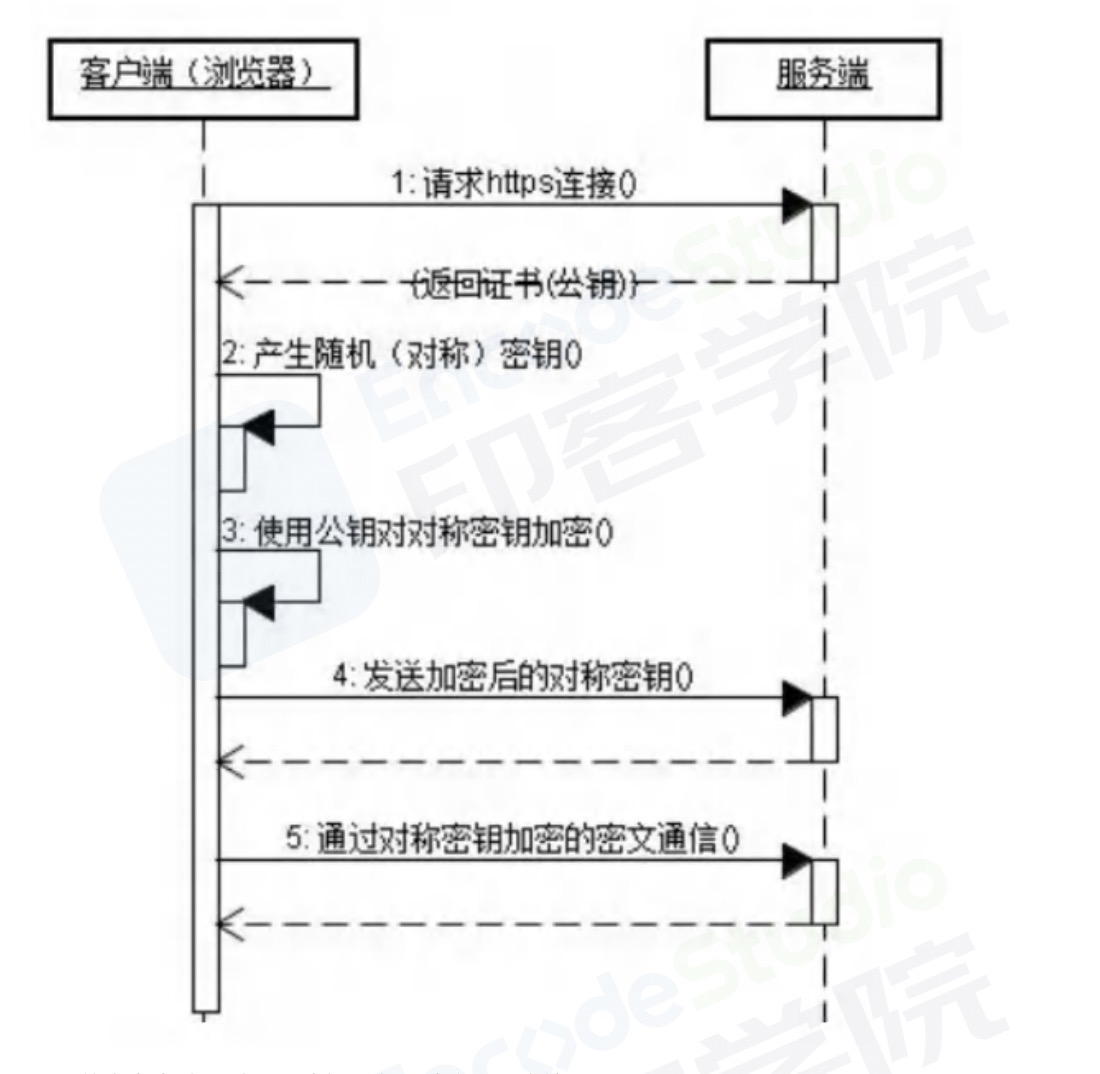 客户端（浏览器）
服务端
1: 请求https连接()
(返回证书(公钥))
2: 产生随机（对称）密钥()
3: 使用公钥对对称密钥加密()
4: 发送加密后的对称密钥()
5: 通过对称密钥加密的密文通信()
EncodeStudio
印客学院
EncodeStudio
学院